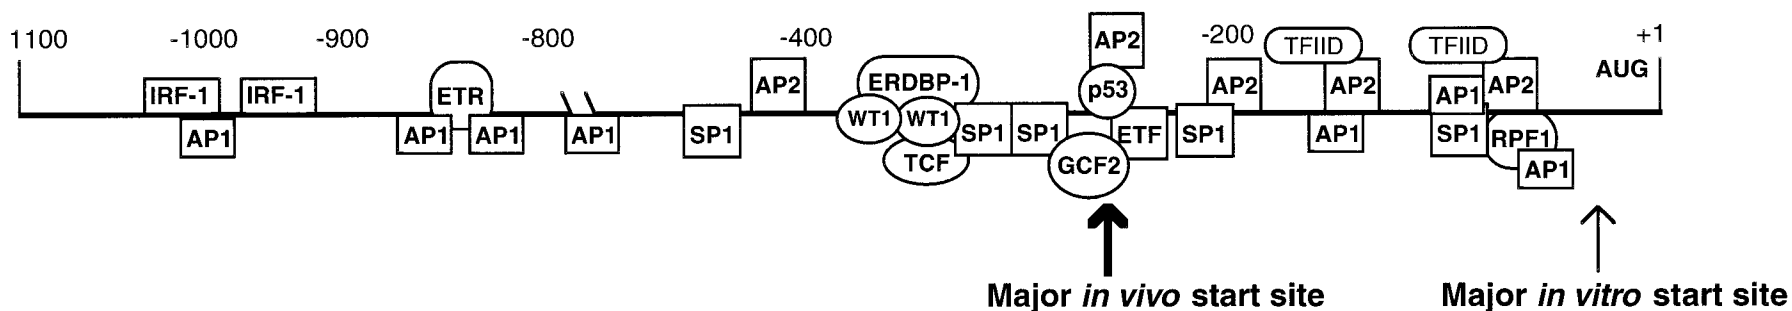 1100 -1000 -900 -800 -400 -200 +1
AP2
TFIID TFIID
AUG
IRF-1 IRF-1 ETR AP2 ERDBP-1 p53 AP2 AP2 AP1 AP2
WT1 WT1
AP1 AP1 AP1 AP1 SP1 SP1 SP1 ETF SP1 AP1 SP1 RPF1
TCF GCF2 AP1
Major in vivo start site Major in vitro start site